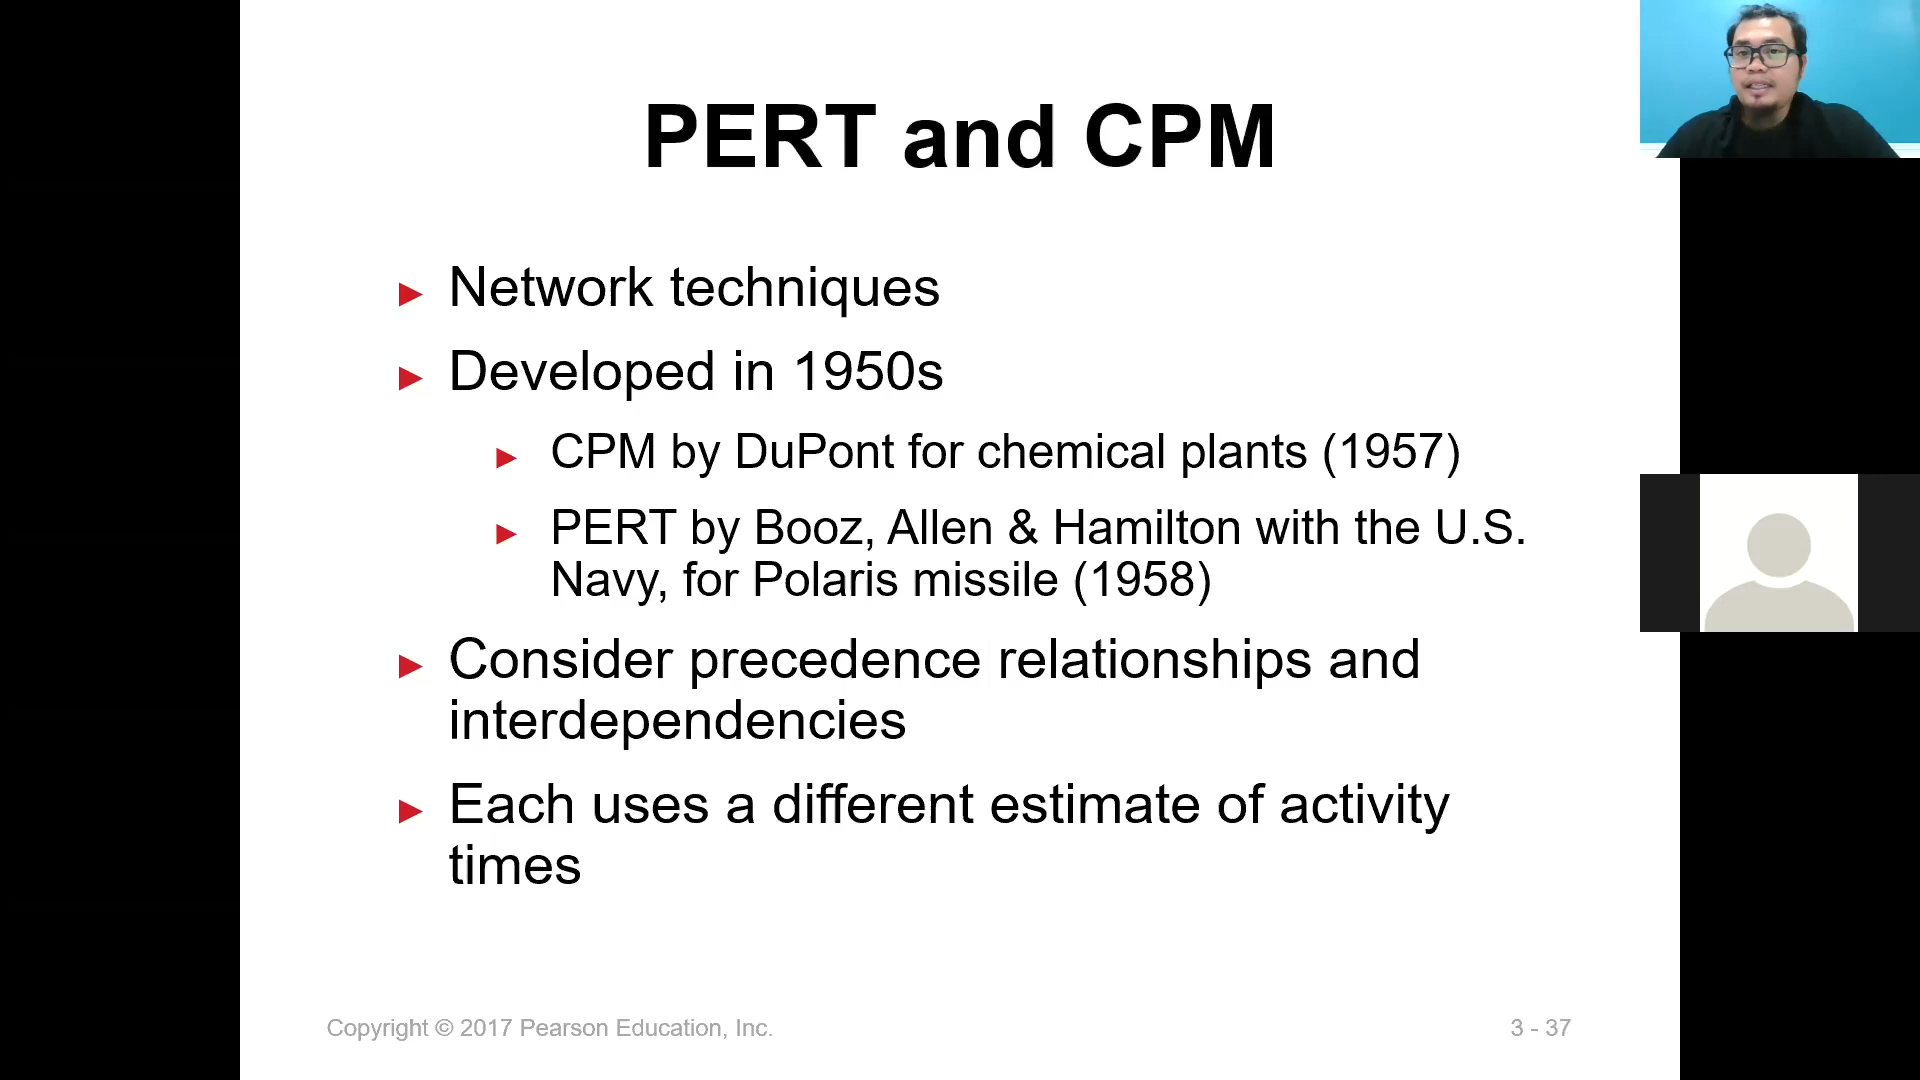 PERT and CPM
Network techniques
Developed in 1950s
CPM by DuPont for chemical plants (1957)
PERT by Booz, Allen & Hamilton with the U.S.
Navy, for Polaris missile (1958)
Consider precedence relationships and
interdependencies
Each uses a different estimate of activity
times
Copyright © 2017 Pearson Education, Inc.
3 - 37